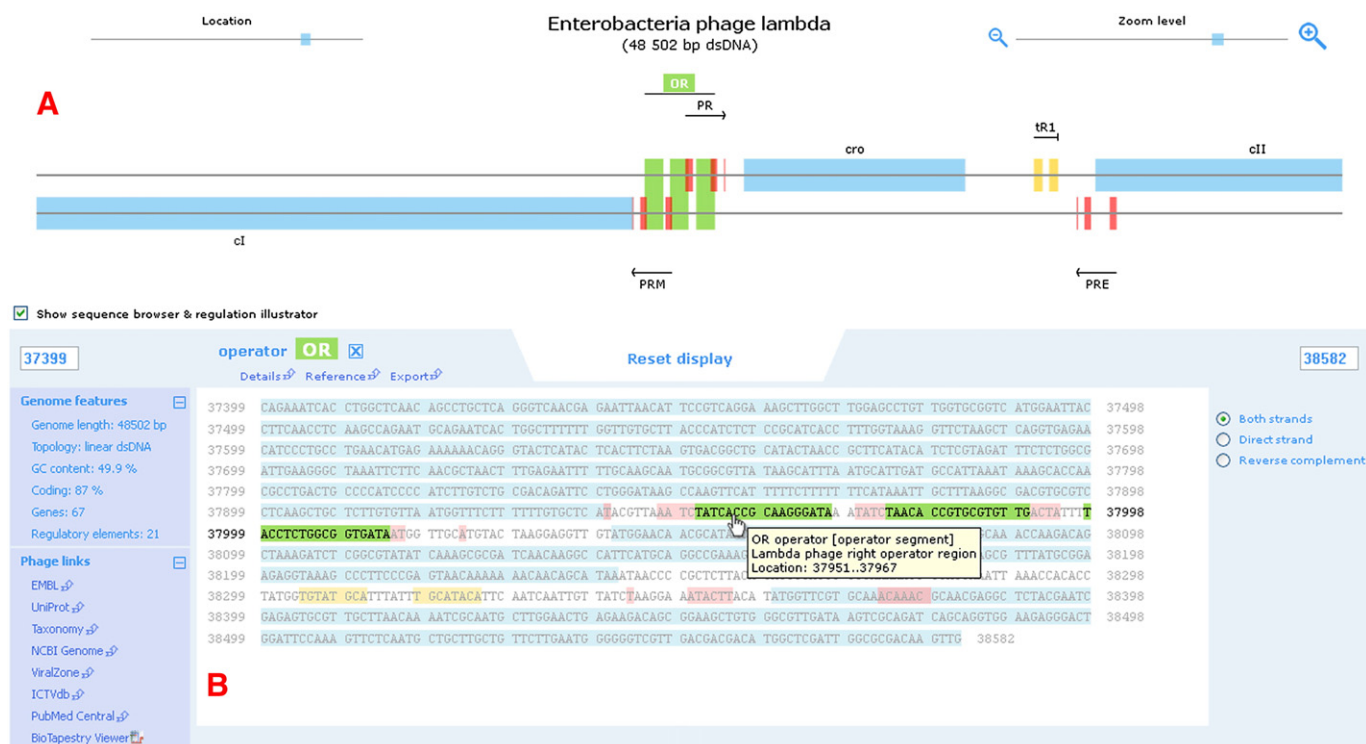 Location
Enterobacteria phage lambda
(48 502 bp dsDNA)
Zoom level
A
OR
PR
tR1
cro
cII
cI
PRM
PRE
Show sequence browser & regulation illustrator
37399
operator OR
Reset display
38582
Details Reference Export
Genome features
Genome length: 48502 bp
Topology: linear dsDNA
GC content: 49.9 %
Coding: 87 %
Genes: 67
Regulatory elements: 21
Phage links
EMBL
UniProt
Taxonomy
NCBI Genome
ViralZone
ICTVdb
PubMed Central
BioTapestry Viewer
37399 CAGAAATCAC CTGGCTCAAC AGCCTGCTCA GGGTCAACGA GAATTAACAT TCCGTCAGGA AAGCTTGGCT TGGAGCCTGT TGGTGCGGTC ATGGAATTAC 37498
37499 CTTCAACCTC AAGCCAGAAT GCAGAATCAC TGGCTTTTTT GGTTGTGCTT ACCCATCTCT CCGCATCACC TTTGGTAAAG GTTCTAAGCT CAGGTGAGAA 37598
37599 CATCCCTGCC TGAACATGAG AAAAAACAGG GTACTCATAC TCACTTCTAA GTGACGGCTG CATACTAACC GCTTCATACA TCTCGTAGAT TTCTCTGGCG 37698
37699 ATTGAAGGGC TAAATTCTTC AACGCTAACT TTGAGAATTT TTGCAAGCAA TGCGGCGTTA TAAGCATTTA ATGCATTGAT GCCATTAAAT AAAGCACCAA 37798
37799 CGCCTGACTG CCCCATCCCC ATCTTGTCTG CGACAGATTC CTGGGATAAG CCAAGTTCAT TTTTCTTTTT TTCATAAATT GCTTTAAGGC GACGTGCGTC 37898
37899 CTCAAGCTGC TCTTGTGTTA ATGGTTTCTT TTTTGTGCTC ATACGTTAAA TCTATCACCG CAAGGGATAA ATATCTAACA CCGTGCGTGT TGACTATTTT 37998
37999 ACCTCTGGCG GTGATAATGG TTGCATGTAC TAAGGAGGTT GTATGGAACA ACCAAGACAG 38098
38099 CTAAAGATCT CGGCGTATAT CAAAGCGCGA TCAACAAGGC CATTCATGCA TTTATGCGGA 38198
38199 AGAGGTAAAG CCCTTCCCGA GTAACAAAAA AACAACAGCA TAAATAACCC AAACCACACC 38298
38299 TATGGTGTAT GCATTTATTT GCATACATTC AATCAATTGT TATCTAAGGA AATACTTACA TATGGTTCGT GCAAACAAAC GCAACGAGGC TCTACGAATC 38398
38399 GAGAGTGCGT TGCTTAACAA AATCGCAATG CTTGGAACTG AGAAGACAGC GGAAGCTGTG GGCGTTGATA AGTCGCAGAT CAGCAGGTGG AAGAGGGACT 38498
38499 GGATTCCAAA GTTCTCAATG CTGCTTGCTG TTCTTGAATG GGGGGTCGTT GACGACGACA TGGCTCGATT GGCGCGACAA GTTG 38582
OR operator [operator segment]
Lambda phage right operator region
Location: 37951..37967
Both strands
Direct strand
Reverse complement
B